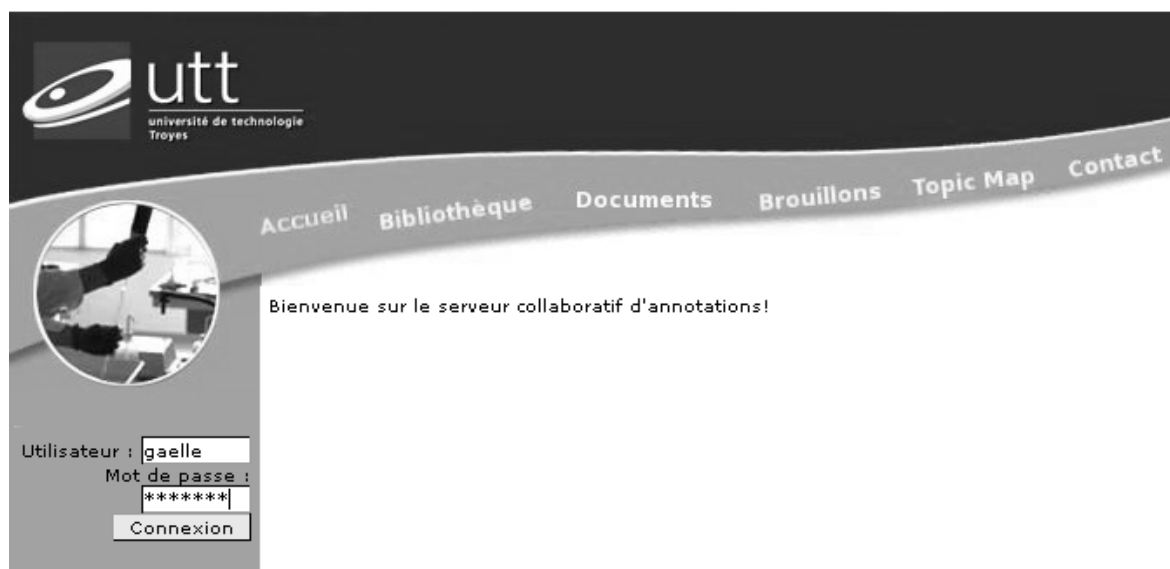 utt
université de technologie
Troyes
Accueil Bibliothèque Documents Brouillons Topic Map Contact
Bienvenue sur le serveur collaboratif d'annotations!
Utilisateur : gaelle
Mot de passe :
*******
Connexion